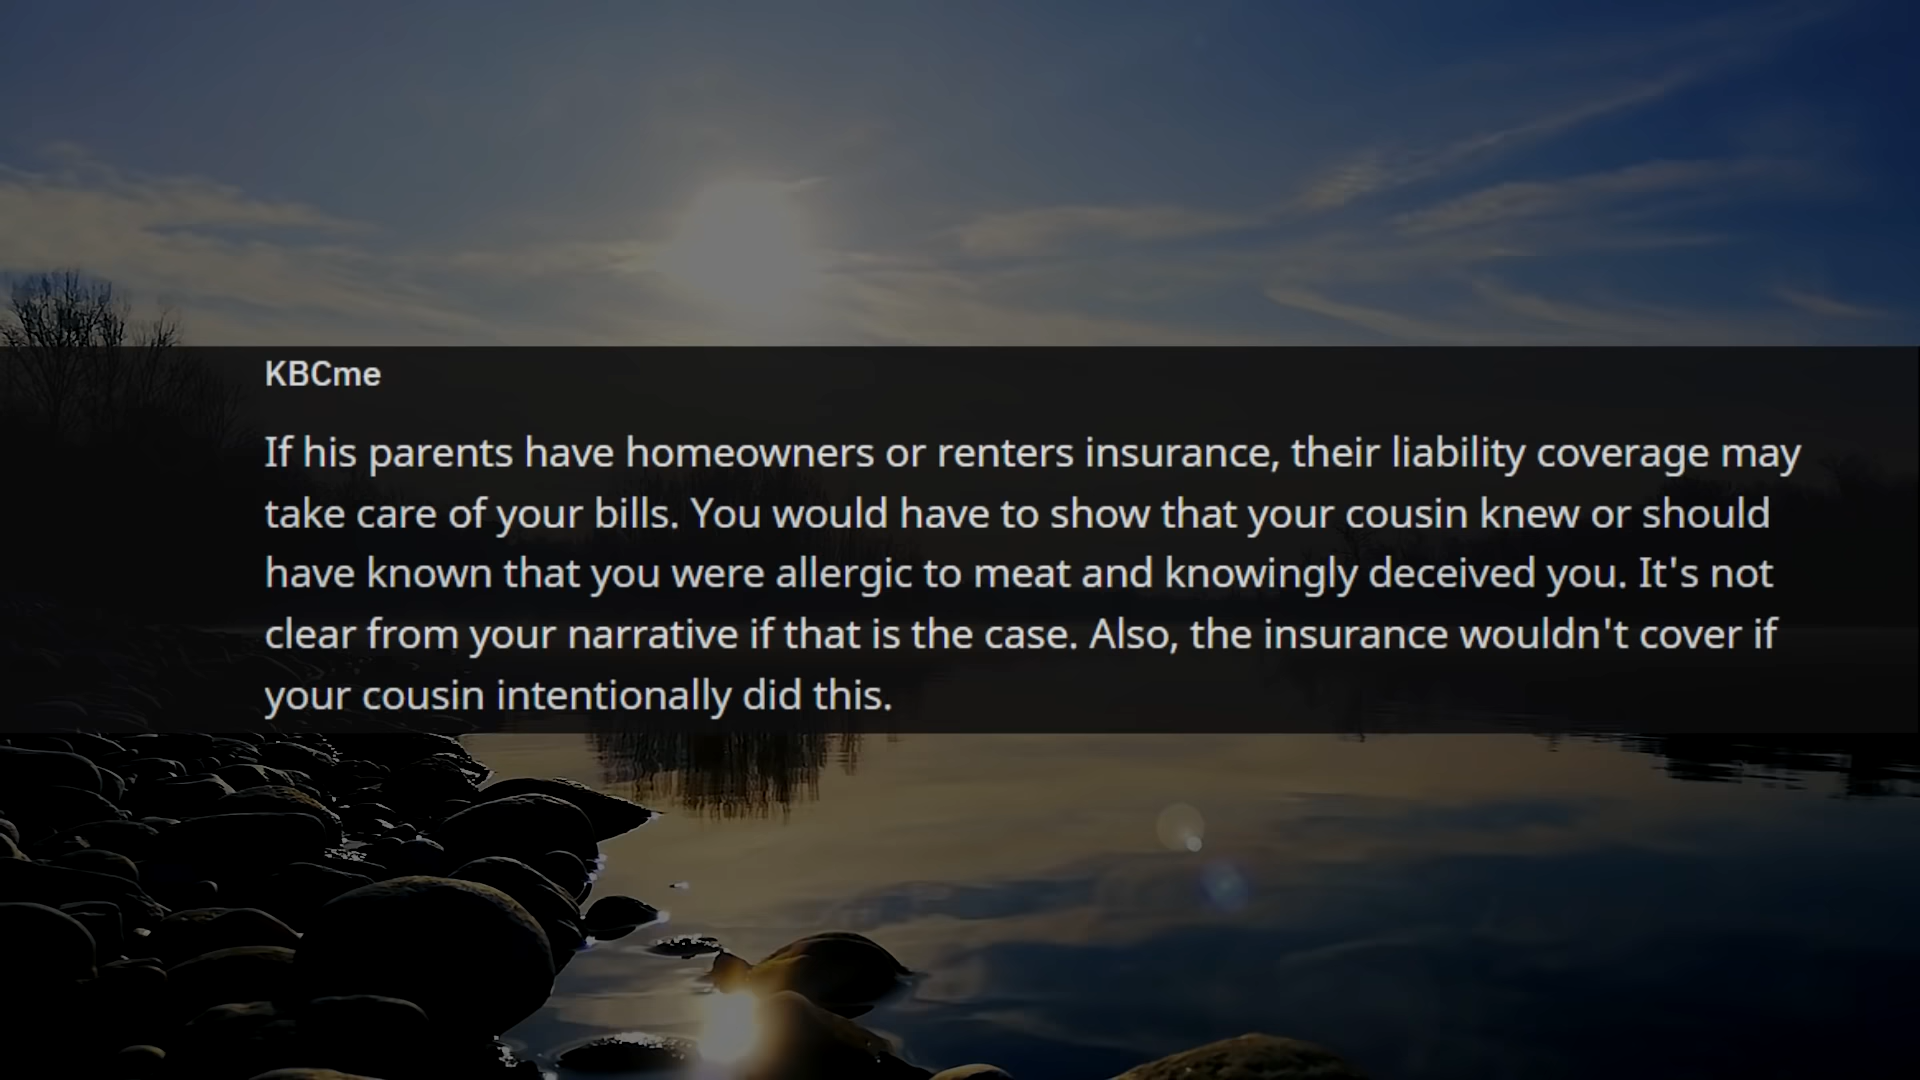 KBCme
If his parents have homeowners or renters insurance, their liability coverage may
take care of your bills. You would have to show that your cousin knew or should
have known that you were allergic to meat and knowingly deceived you. It's not
clear from your narrative if that is the case. Also, the insurance wouldn't cover if
your cousin intentionally did this.